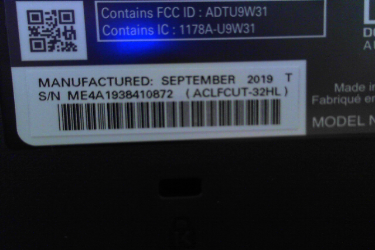 Contains FCC ID : ADTU9W31
Contains IC : 1178A-U9W31
MANUFACTURED: SEPTEMBER 2019 T
S/N ME4A1938410872 (ACLFCUT-32HL)
Made in
Fabriqué en
MODEL N